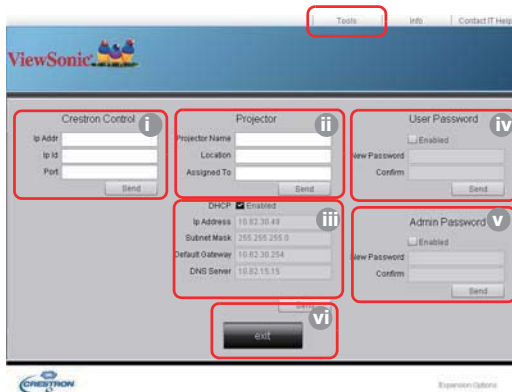 Tools Info Contact IT Help
ViewSonic
Crestron Control i
Ip Addr
Ip Id
Port
Send
Projector ii
Projector Name
Location
Assigned To
Send
DHCP Enabled iii
Ip Address 10.82.30.49
Subnet Mask 255.255.255.0
Default Gateway 10.82.30.254
DNS Server 10.82.15.15
Send
User Password iv
Enabled
New Password
Confirm
Send
Admin Password v
Enabled
New Password
Confirm
Send
vi
exit
CRESTRON
Expansion Options